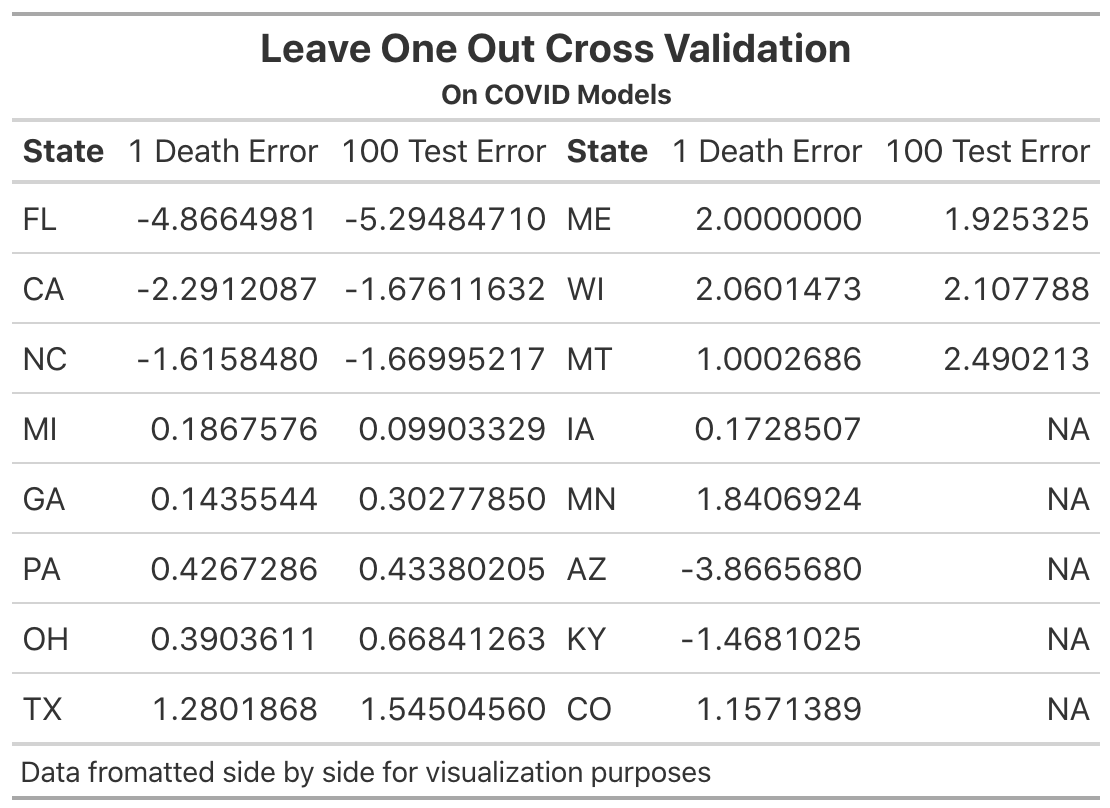 Leave One Out Cross Validation
On COVID Models
State 1 Death Error 100 Test Error State 1 Death Error 100 Test Error
FL -4.8664981 -5.29484710 ME 2.0000000 1.925325
CA -2.2912087 -1.67611632 WI 2.0601473 2.107788
NC -1.6158480 -1.66995217 MT 1.0002686 2.490213
MI 0.1867576 0.09903329 IA 0.1728507 NA
GA 0.1435544 0.30277850 MN 1.8406924 NA
PA 0.4267286 0.43380205 AZ -3.8665680 NA
OH 0.3903611 0.66841263 KY -1.4681025 NA
TX 1.2801868 1.54504560 CO 1.1571389 NA
Data fromatted side by side for visualization purposes